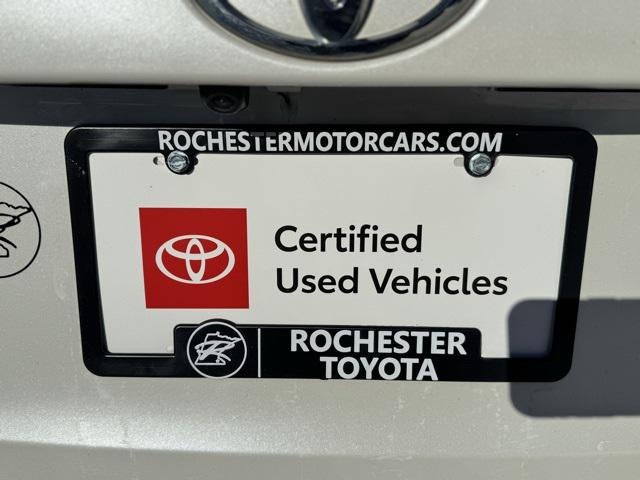 ROCHESTERMOTORCARS.COM
Certified
Used Vehicles
ROCHESTER
TOYOTA